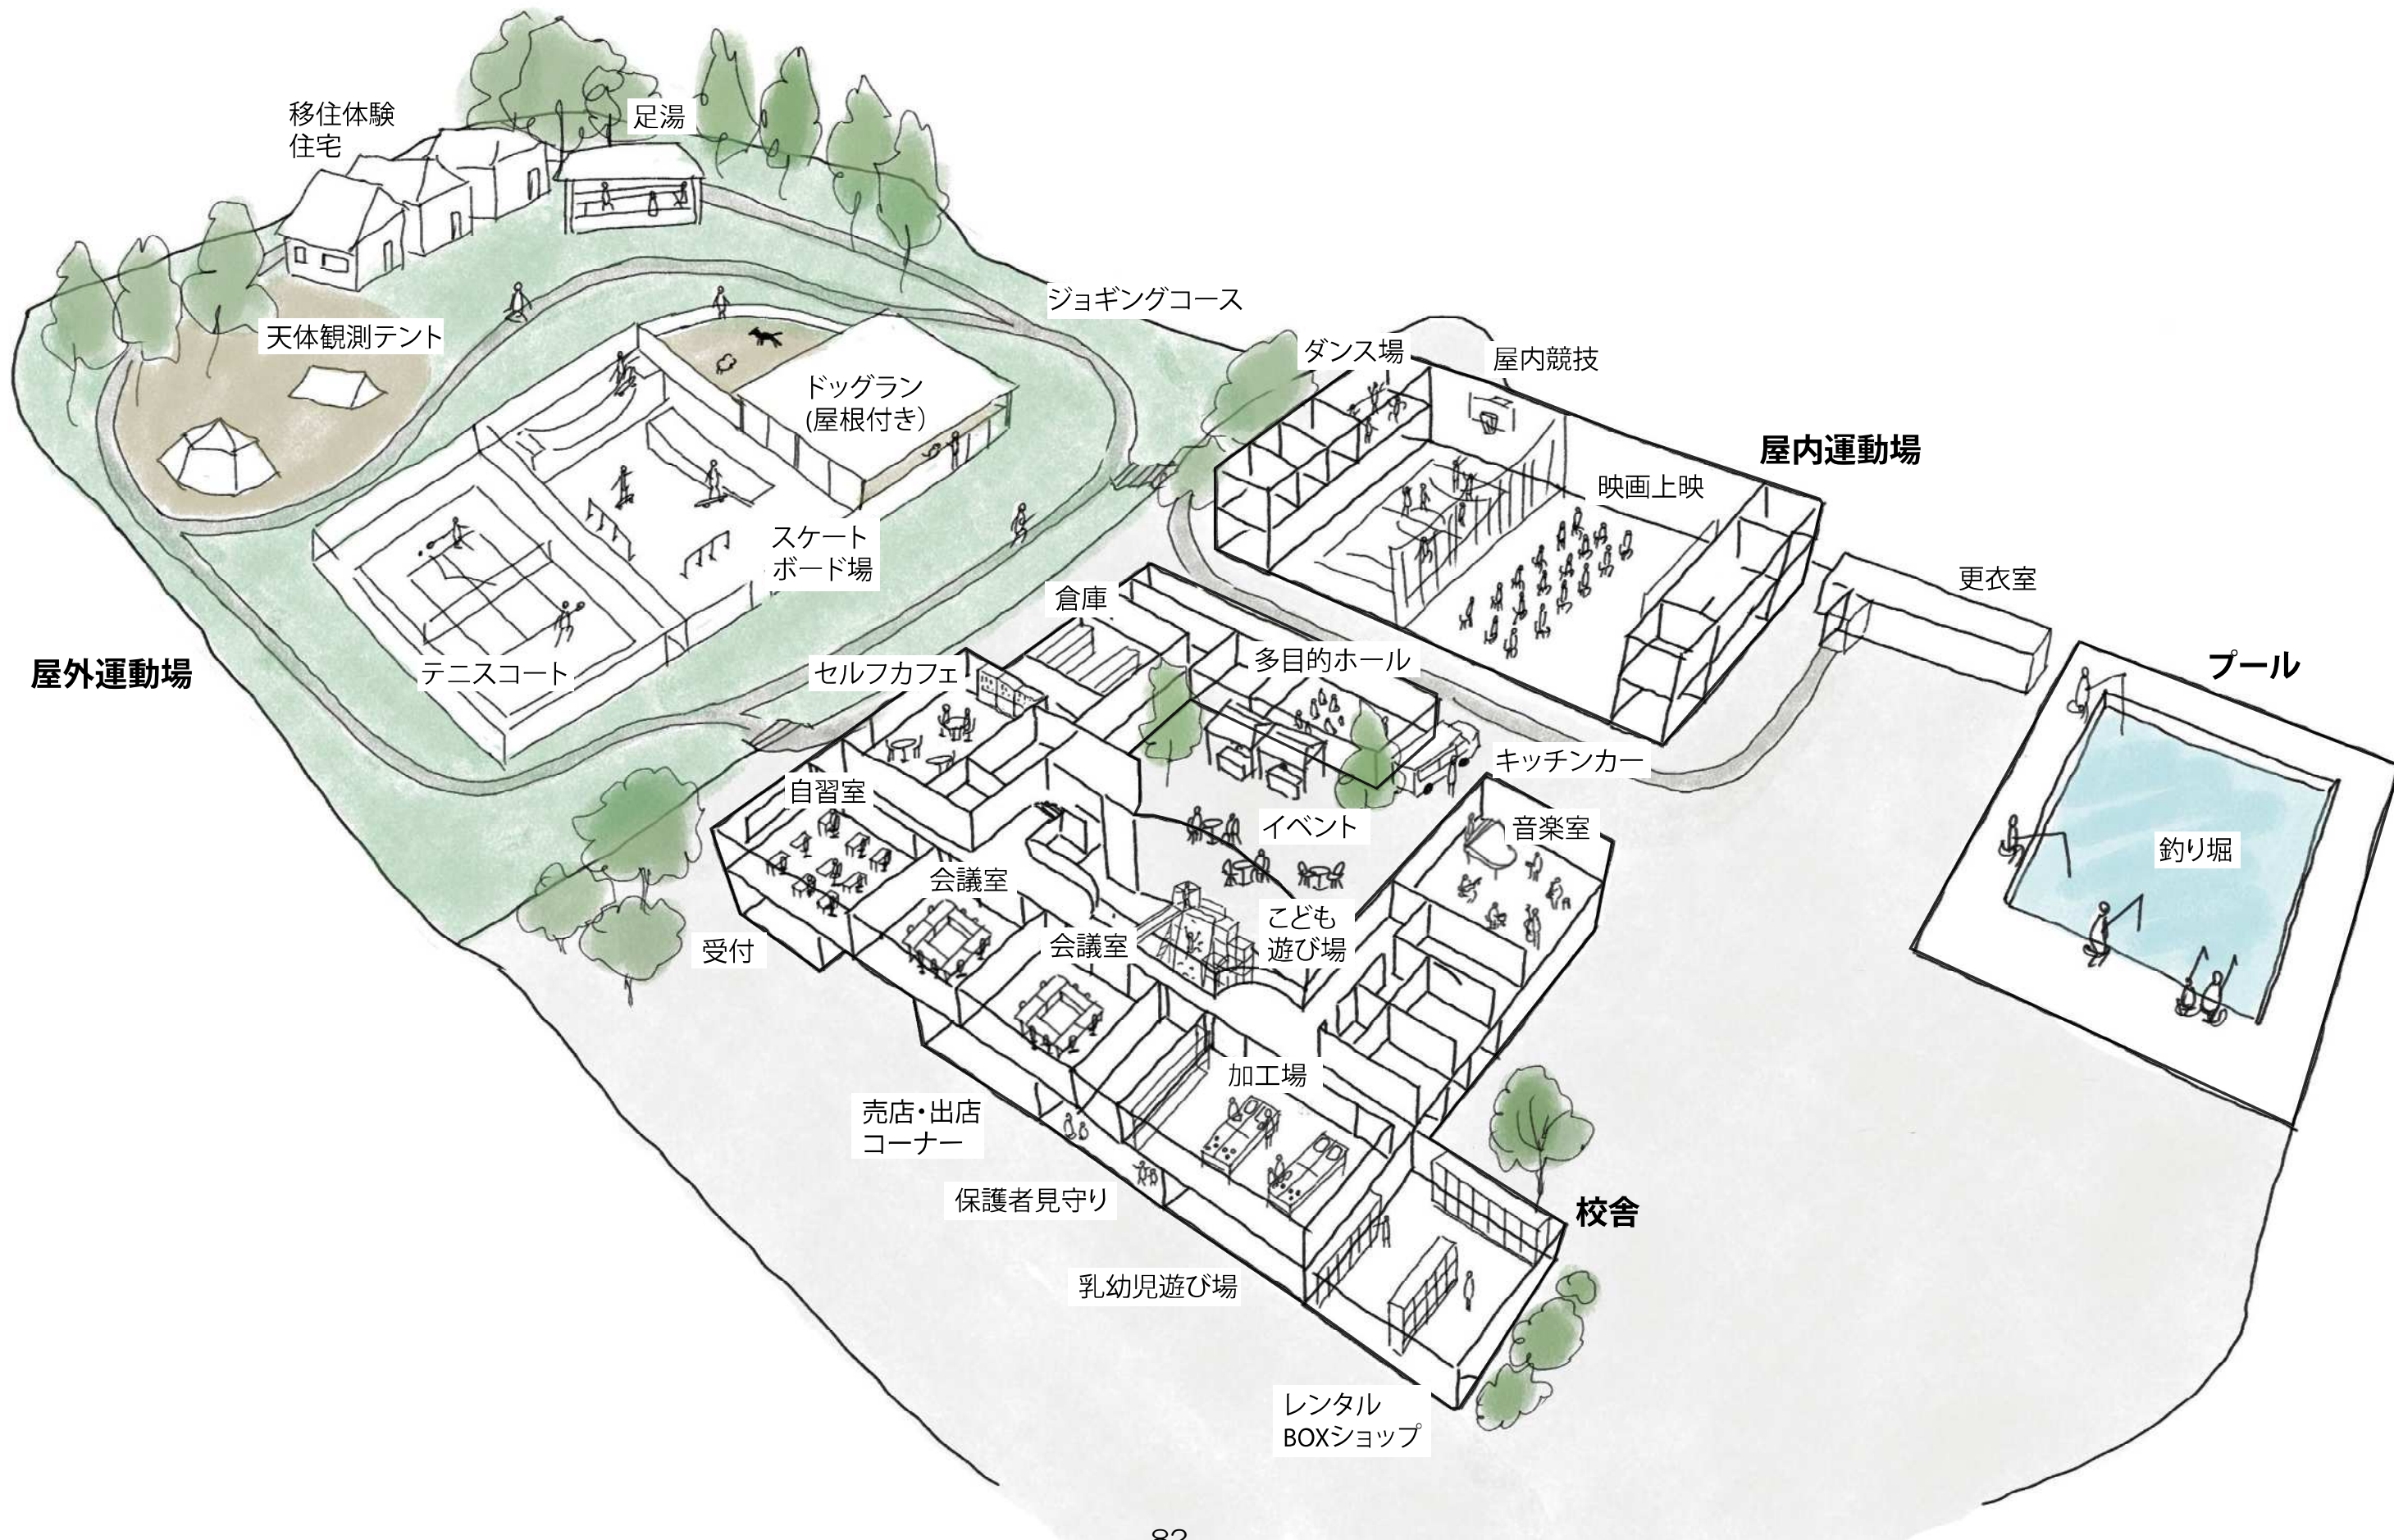 移住体験
住宅
足湯
天体観測テント
ジョギングコース
ドッグラン
(屋根付き)
スケート
ボード場
テニスコート
屋外運動場
ダンス場
屋内競技
屋内運動場
映画上映
更衣室
プール
釣り堀
倉庫
セルフカフェ
多目的ホール
キッチンカー
自習室
イベント
音楽室
会議室
受付
会議室
こども
遊び場
加工場
売店・出店
コーナー
保護者見守り
校舎
乳幼児遊び場
レンタル
BOXショップ
82